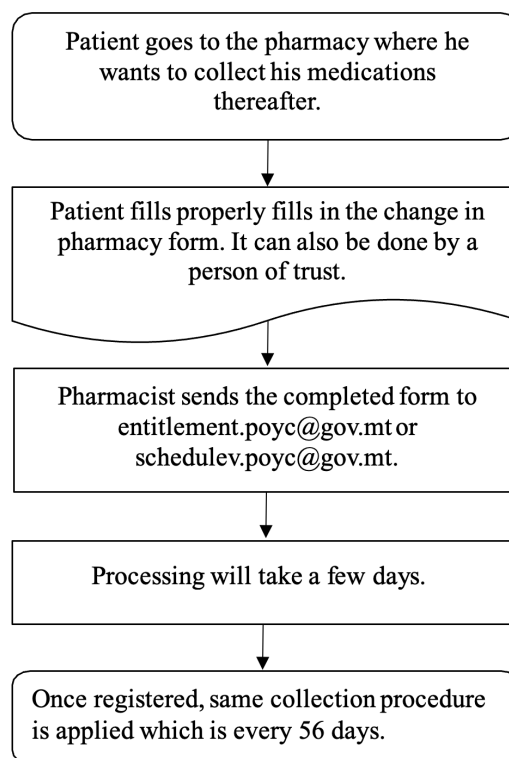 Patient goes to the pharmacy where he
wants to collect his medications
thereafter.
Patient fills properly fills in the change in
pharmacy form. It can also be done by a
person of trust.
Pharmacist sends the completed form to
entitlement.poyc@gov.mt or
schedulev.poyc@gov.mt.
Processing will take a few days.
Once registered, same collection procedure
is applied which is every 56 days.